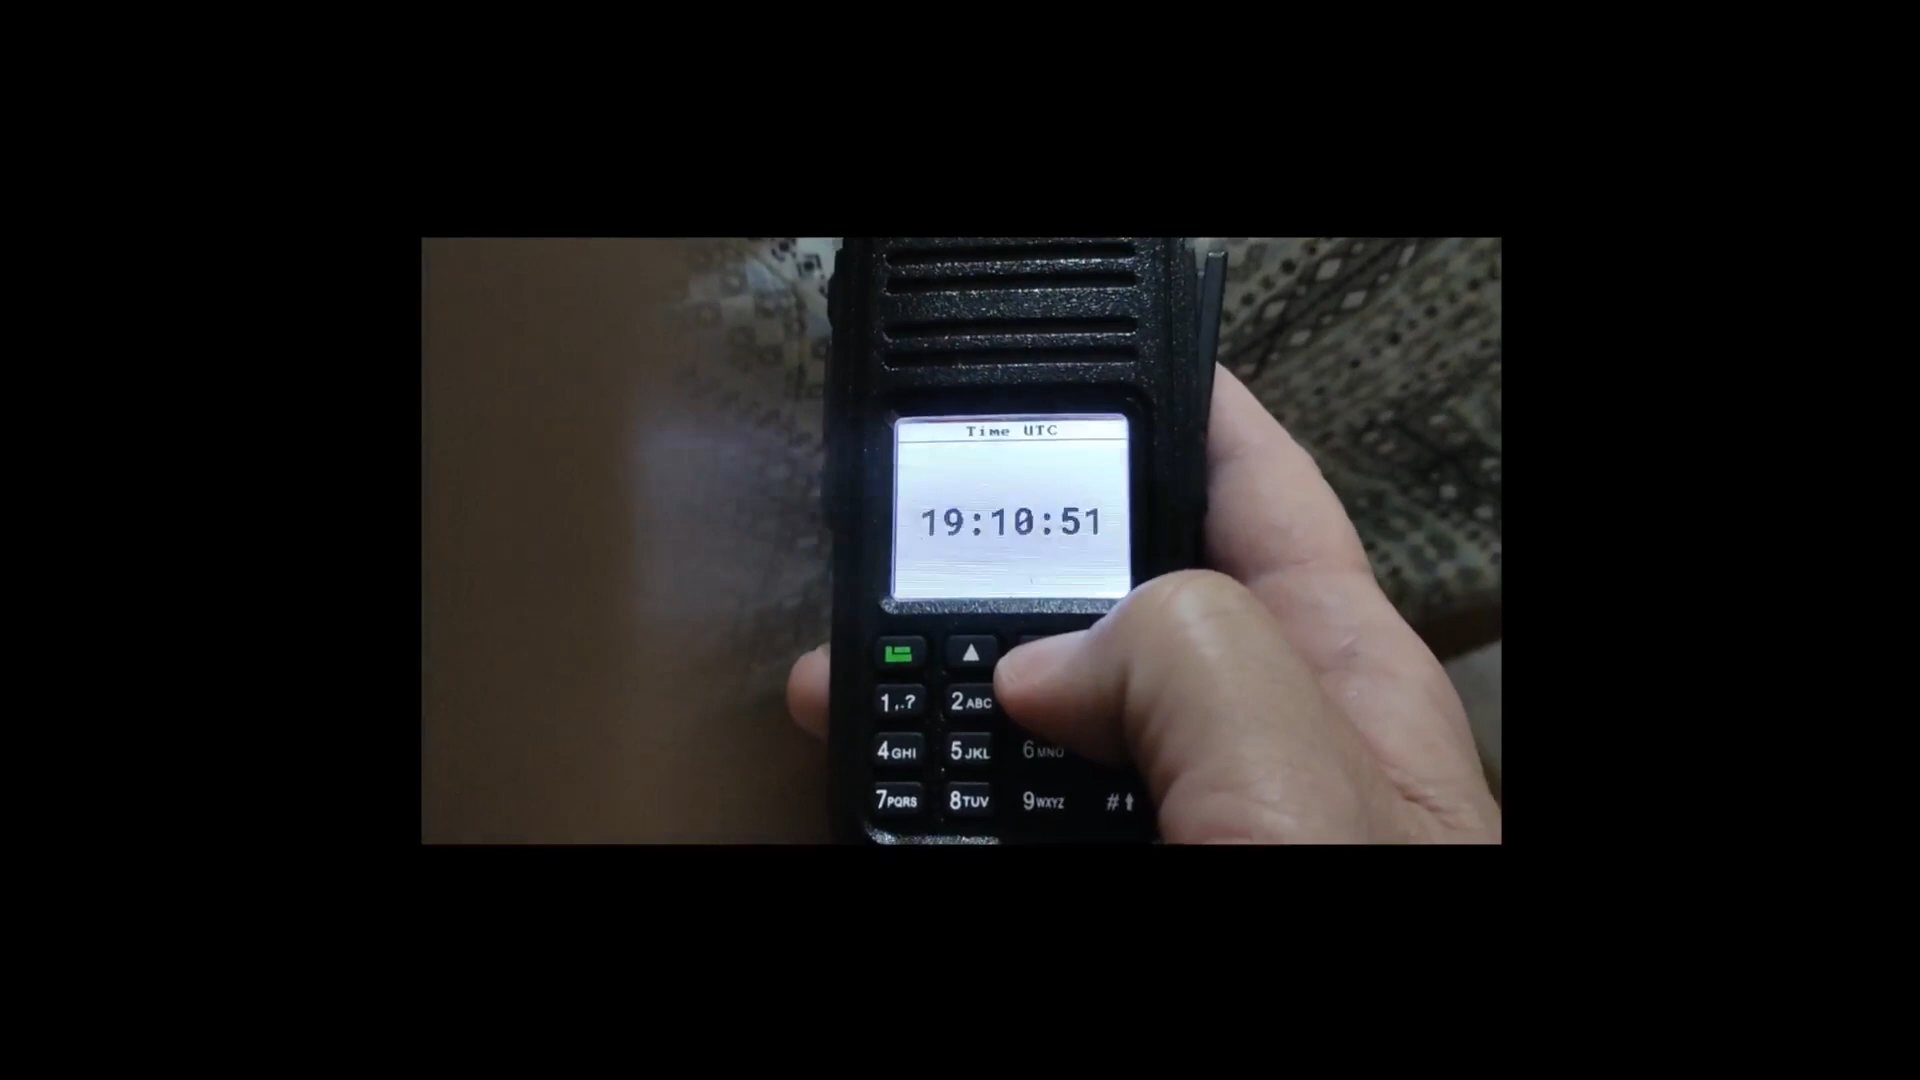 Time UTC
19:10:51
▲
1,.? 2ABC
4GHI 5JKL 6MNO
7PQRS 8TUV 9WXYZ #⬆